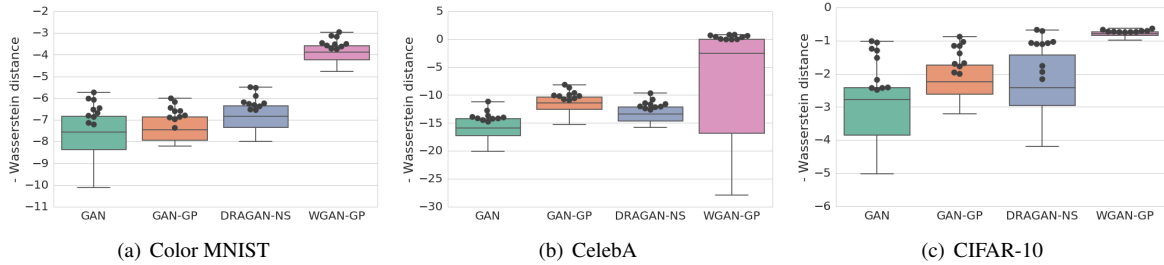 - Wasserstein distance
−2
−3
−4
−5
−6
−7
−8
−9
−10
−11
GAN GAN-GP DRAGAN-NS WGAN-GP
(a) Color MNIST
- Wasserstein distance
5
0
−5
−10
−15
−20
−25
−30
GAN GAN-GP DRAGAN-NS WGAN-GP
(b) CelebA
- Wasserstein distance
0
−1
−2
−3
−4
−5
−6
GAN GAN-GP DRAGAN-NS WGAN-GP
(c) CIFAR-10